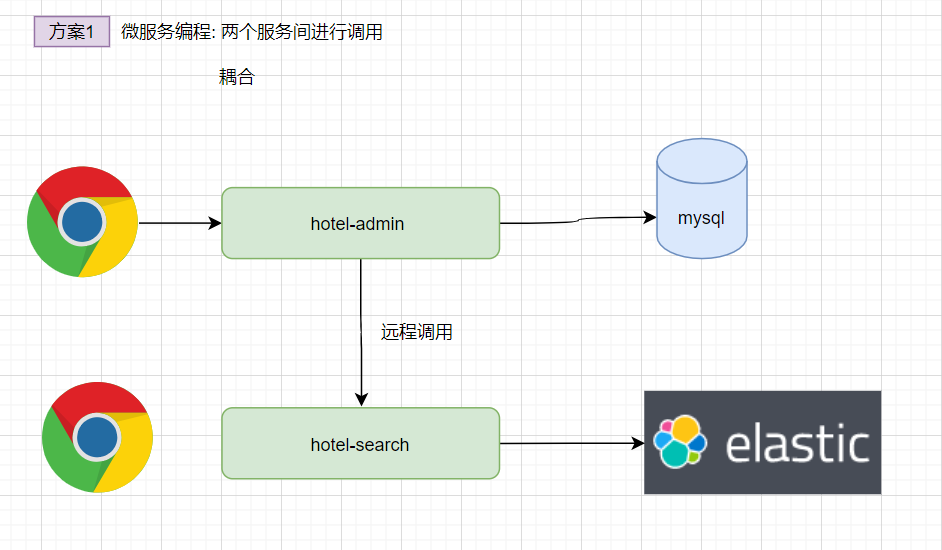 方案1 微服务编程: 两个服务间进行调用
耦合
hotel-admin
mysql
远程调用
hotel-search
elastic